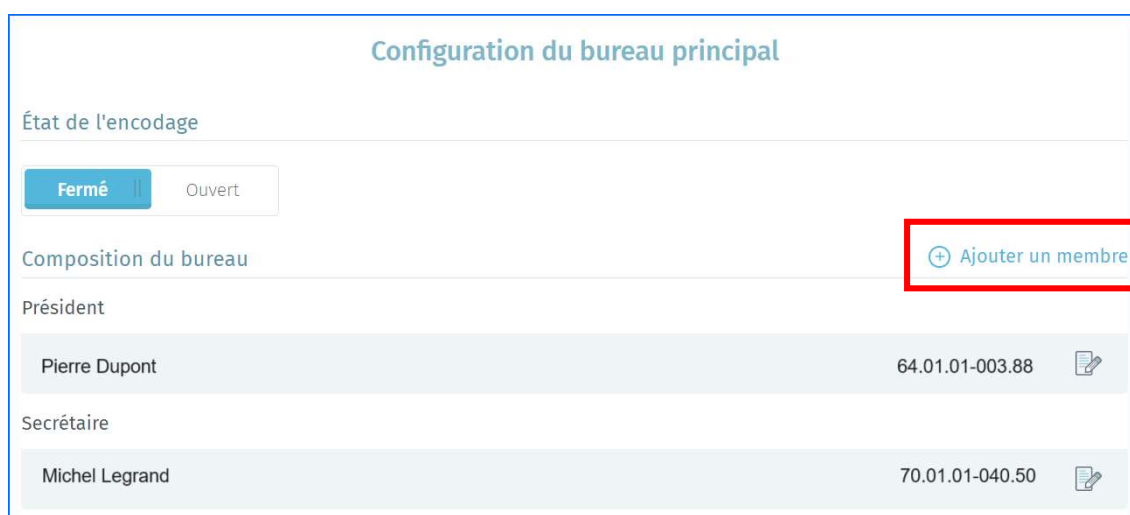 Configuration du bureau principal
État de l'encodage
Fermé Ouvert
Composition du bureau Ajouter un membre
Président
Pierre Dupont 64.01.01-003.88
Secrétaire
Michel Legrand 70.01.01-040.50